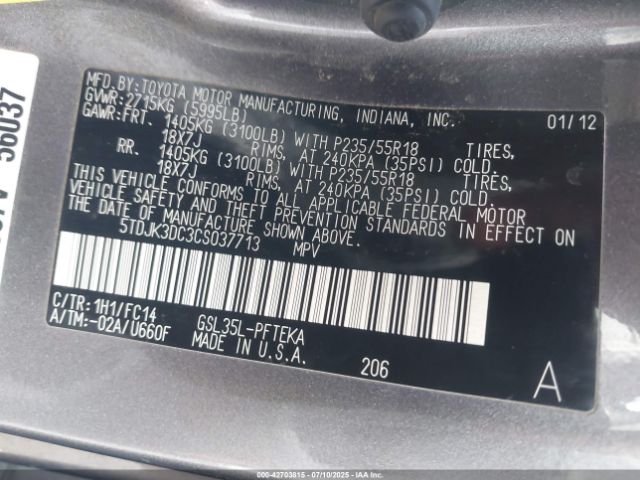 MFD. BY: TOYOTA MOTOR MANUFACTURING, INDIANA, INC. 01/12
GVWR: 2715KG (5995LB)
GAWR: FRT. 1405KG (3100LB) WITH P235/55R18 TIRES,
18X7J RIMS, AT 240KPA (35PSI) COLD.
RR. 1405KG (3100LB) WITH P235/55R18 TIRES,
18X7J RIMS, AT 240KPA (35PSI) COLD.
THIS VEHICLE CONFORMS TO ALL APPLICABLE FEDERAL MOTOR
VEHICLE SAFETY AND THEFT PREVENTION STANDARDS IN EFFECT ON
THE DATE OF MANUFACTURE SHOWN ABOVE.
5TDJK3DC3CS037713 MPV
C/TR: 1H1/FC14 GSL35L-PFTEKA
A/TM: -02A/U660F MADE IN U.S.A.
206
A
56037
000-42703815 - 07/10/2025 - IAAI.COM